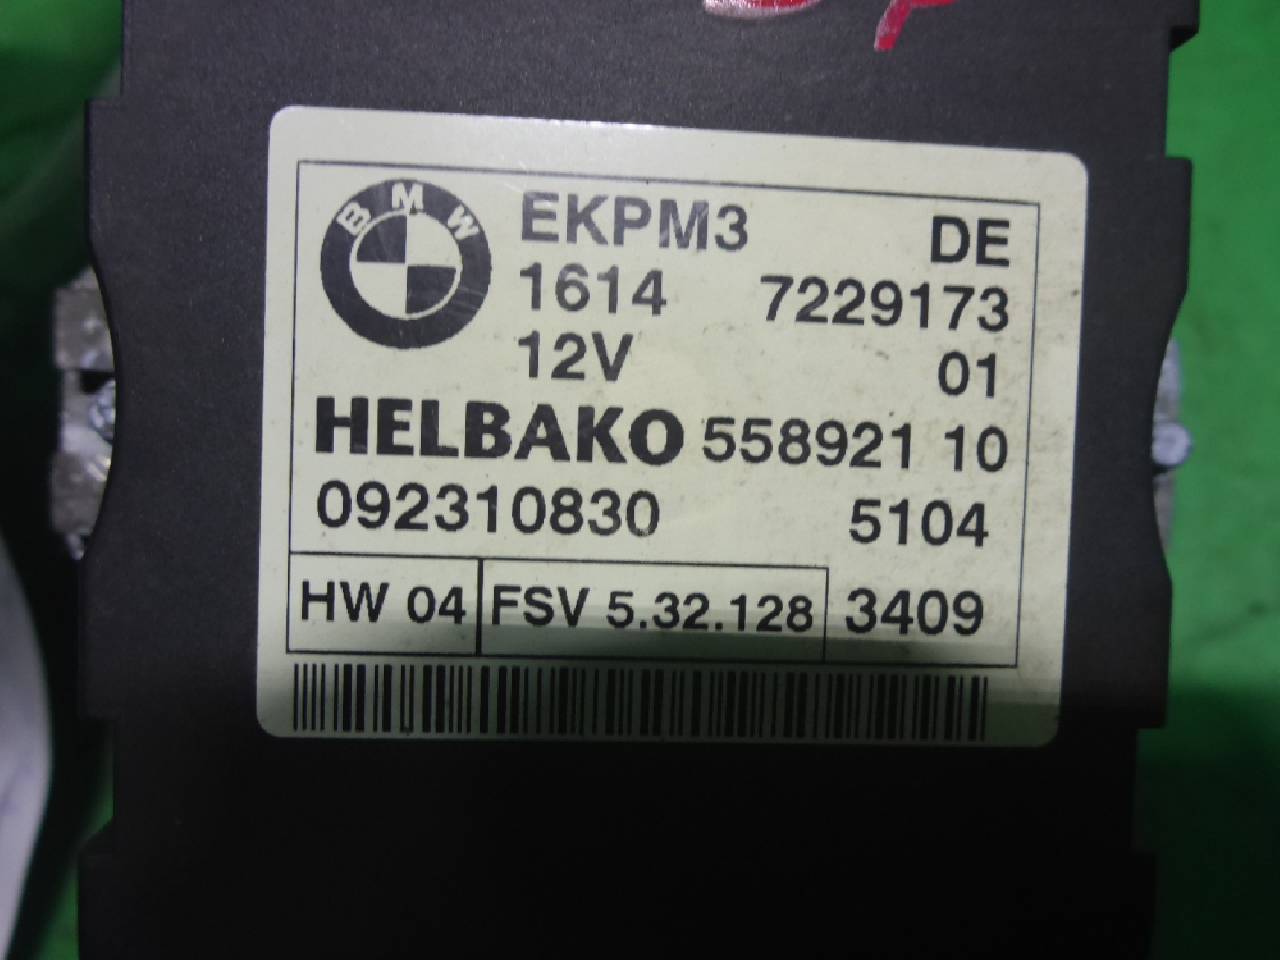 BMW
EKPM3 DE
1614 7229173
12V 01
HELBAKO 558921 10
092310830 5104
HW 04 FSV 5.32.128 3409